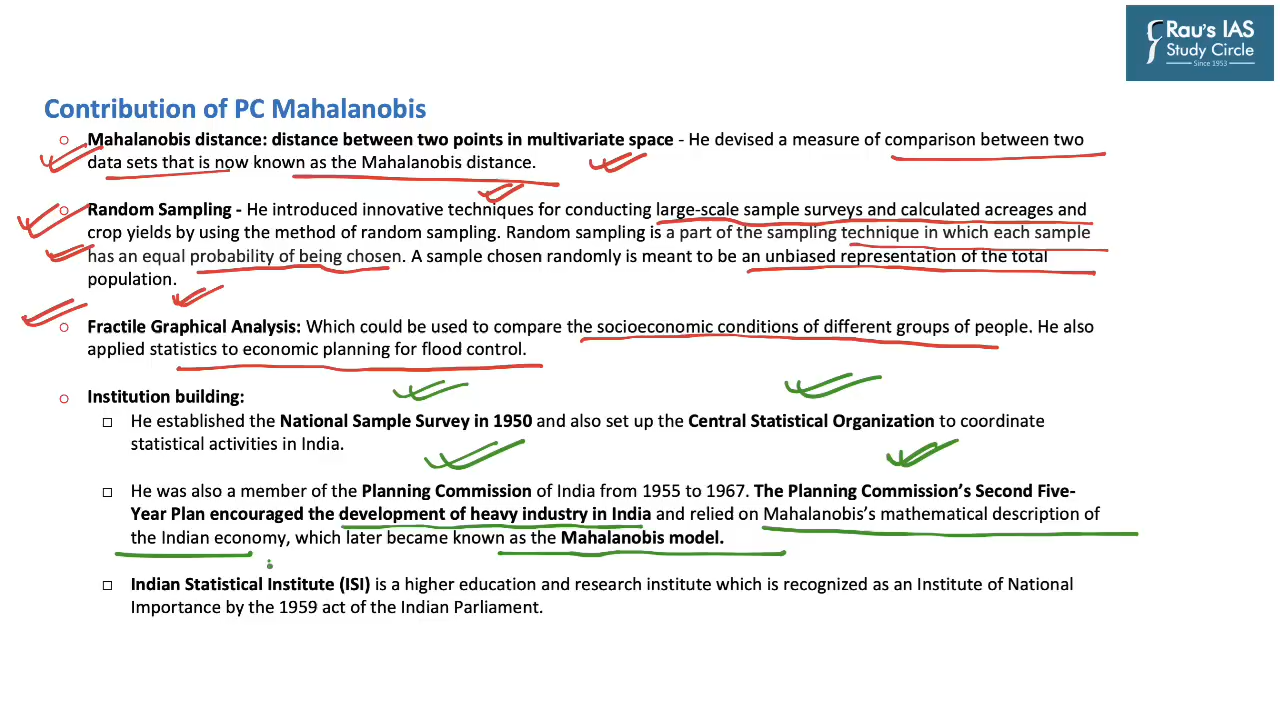 Rau's IAS
Study Circle
Since 1953
Contribution of PC Mahalanobis
Mahalanobis distance: distance between two points in multivariate space - He devised a measure of comparison between two
data sets that is now known as the Mahalanobis distance.
Random Sampling - He introduced innovative techniques for conducting large-scale sample surveys and calculated acreages and
crop yields by using the method of random sampling. Random sampling is a part of the sampling technique in which each sample
has an equal probability of being chosen. A sample chosen randomly is meant to be an unbiased representation of the total
population.
Fractile Graphical Analysis: Which could be used to compare the socioeconomic conditions of different groups of people. He also
applied statistics to economic planning for flood control.
Institution building:
He established the National Sample Survey in 1950 and also set up the Central Statistical Organization to coordinate
statistical activities in India.
He was also a member of the Planning Commission of India from 1955 to 1967. The Planning Commission's Second Five-
Year Plan encouraged the development of heavy industry in India and relied on Mahalanobis's mathematical description of
the Indian economy, which later became known as the Mahalanobis model.
Indian Statistical Institute (ISI) is a higher education and research institute which is recognized as an Institute of National
Importance by the 1959 act of the Indian Parliament.